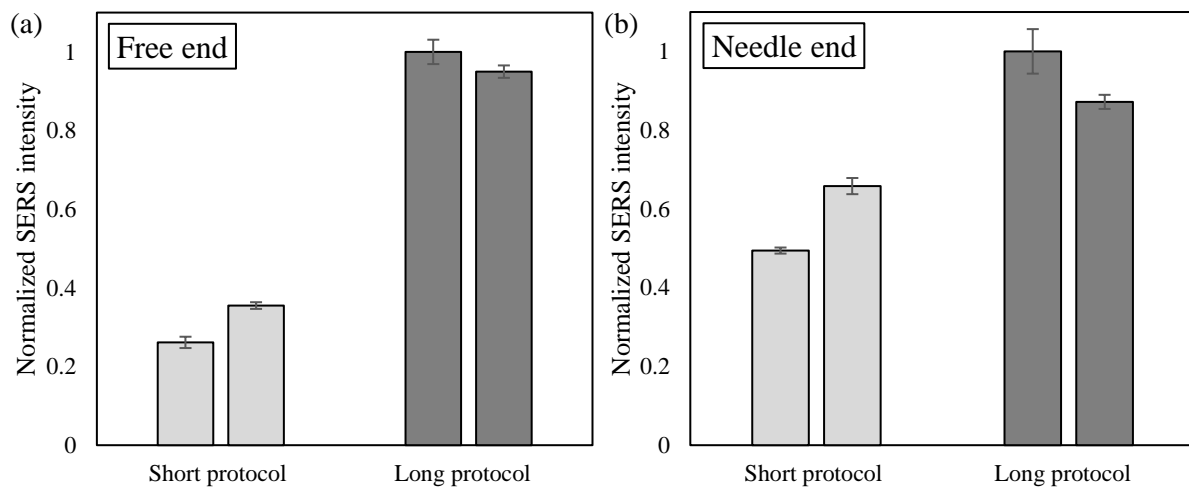 (a)
Free end
Normalized SERS intensity
1
0.8
0.6
0.4
0.2
0
Short protocol
Long protocol
(b)
Needle end
Normalized SERS intensity
1
0.8
0.6
0.4
0.2
0
Short protocol
Long protocol